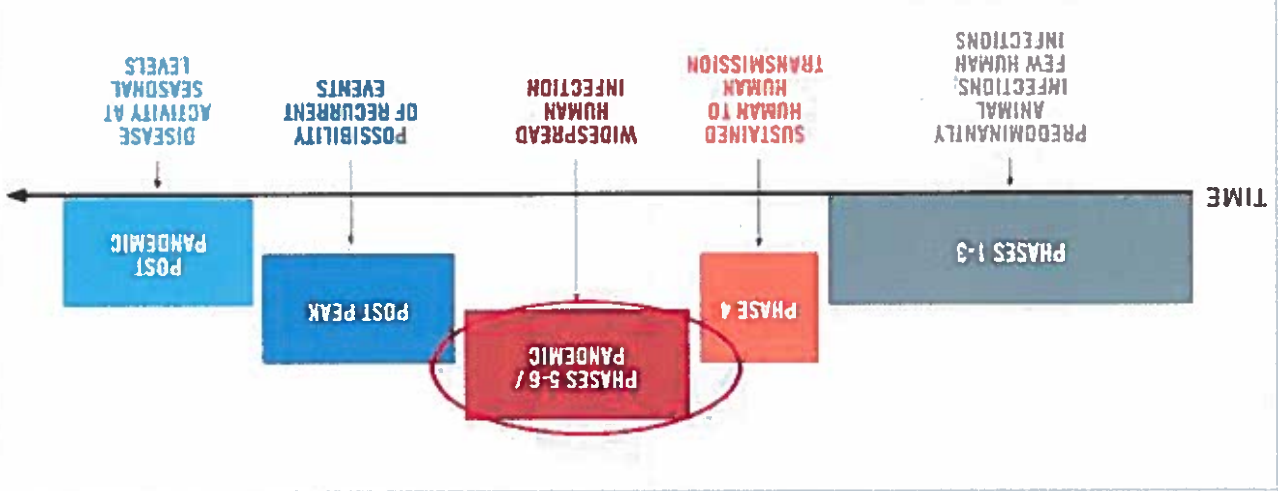 PHASES 5-6 /
PANDEMIC
PHASE 4
POST PEAK
PHASES 1-3
POST
PANDEMIC
TIME
PREDOMINANTLY
ANIMAL
INFECTIONS;
FEW HUMAN
INFECTIONS
SUSTAINED
HUMAN TO
HUMAN
TRANSMISSION
WIDESPREAD
HUMAN
INFECTION
POSSIBILITY
OF RECURRENT
EVENTS
DISEASE
ACTIVITY AT
SEASONAL
LEVELS